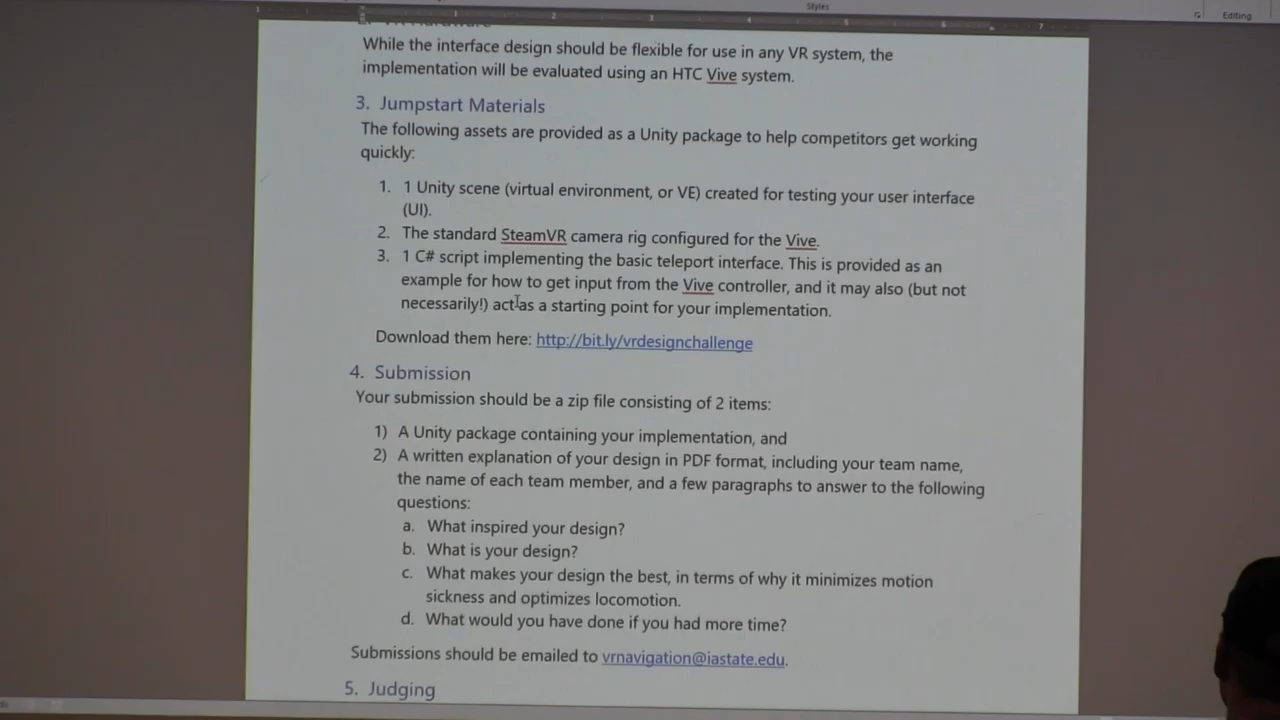 Styles
Editing
While the interface design should be flexible for use in any VR system, the
implementation will be evaluated using an HTC Vive system.
3. Jumpstart Materials
The following assets are provided as a Unity package to help competitors get working
quickly:
1. 1 Unity scene (virtual environment, or VE) created for testing your user interface
(UI).
2. The standard SteamVR camera rig configured for the Vive.
3. 1 C# script implementing the basic teleport interface. This is provided as an
example for how to get input from the Vive controller, and it may also (but not
necessarily!) act as a starting point for your implementation.
Download them here: http://bit.ly/vrdesignchallenge
4. Submission
Your submission should be a zip file consisting of 2 items:
1) A Unity package containing your implementation, and
2) A written explanation of your design in PDF format, including your team name,
the name of each team member, and a few paragraphs to answer to the following
questions:
a. What inspired your design?
b. What is your design?
c. What makes your design the best, in terms of why it minimizes motion
sickness and optimizes locomotion.
d. What would you have done if you had more time?
Submissions should be emailed to vrnavigation@iastate.edu.
5. Judging